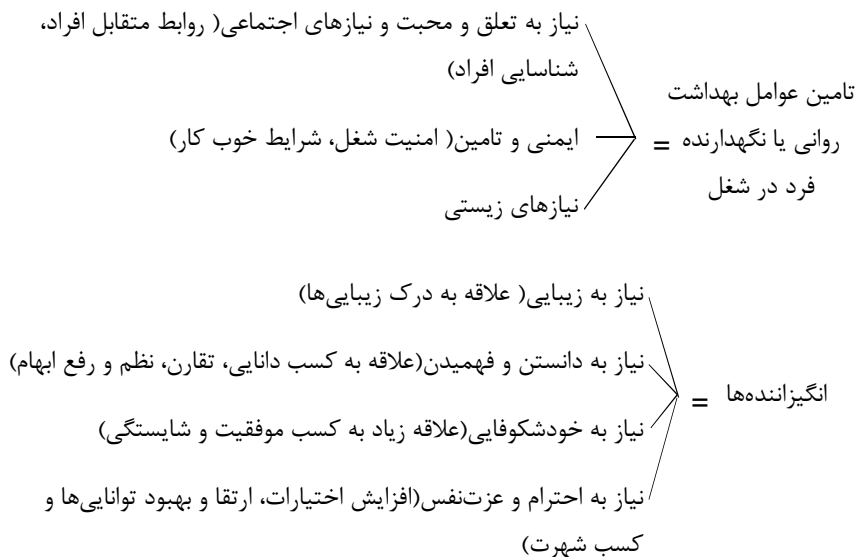 تامین عوامل بهداشت
روانی یا نگهدارنده =
فرد در شغل
نیاز به تعلق و محبت و نیازهای اجتماعی( روابط متقابل افراد،
شناسایی افراد)
ایمنی و تامین( امنیت شغل، شرایط خوب کار)
نیازهای زیستی
انگیزاننده‌ها =
نیاز به زیبایی( علاقه به درک زیبایی‌ها)
نیاز به دانستن و فهمیدن(علاقه به کسب دانایی، تقارن، نظم و رفع ابهام)
نیاز به خودشکوفایی(علاقه زیاد به کسب موفقیت و شایستگی)
نیاز به احترام و عزت‌نفس(افزایش اختیارات، ارتقا و بهبود توانایی‌ها و
کسب شهرت)